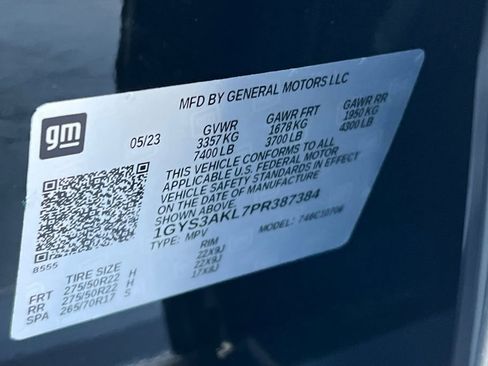 gm
MFD BY GENERAL MOTORS LLC
05/23 GVWR GAWR FRT GAWR RR
3357 KG 1678 KG 1950 KG
7400 LB 3700 LB 4300 LB
THIS VEHICLE CONFORMS TO ALL
APPLICABLE U.S. FEDERAL MOTOR
VEHICLE SAFETY STANDARDS IN EFFECT
ON THE DATE OF MANUFACTURE
SHOWN ABOVE.
1GYS3AKL7PR387384
TYPE: MPV MODEL: 746C10706
8555
TIRE SIZE RIM
FRT 275/50R22 H 22X9J
RR 275/50R22 H 22X9J
SPA 265/70R17 S 17X8J